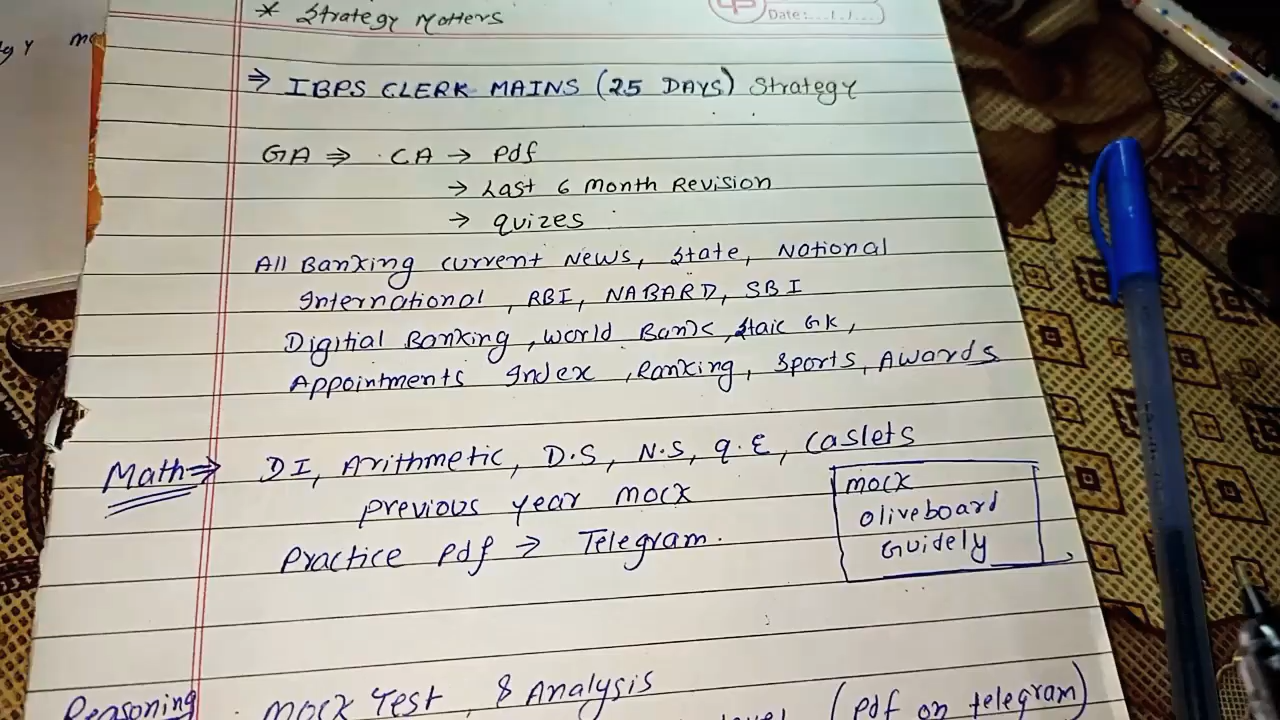 * Strategy Matters
Date:.../.../...
⇒ IBPS CLERK MAINS (25 DAYS) Strategy
GA ⇒ CA → Pdf
→ Last 6 month Revision
→ quizes
All Banking current News, State, National
International, RBI, NABARD, SBI
Digitial Banking, World Bank, Staic GK,
Appointments Index, Ranking, Sports, Awards
Math ⇒ DI, Arithmetic, D.S, N.S, q.E, Caslets
previous year mock
practice pdf → Telegram.
mock
oliveboard
Guidely
Reasoning mock Test & Analysis
(pdf on telegram)